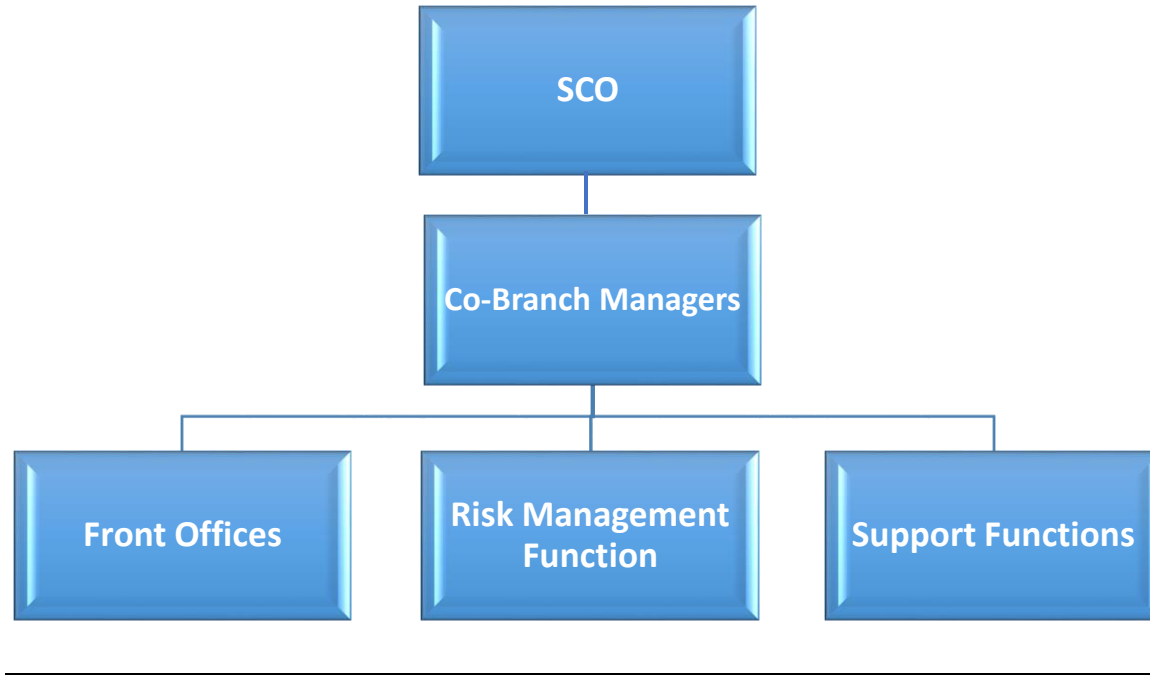 SCO
Co-Branch Managers
Front Offices
Risk Management
Function
Support Functions